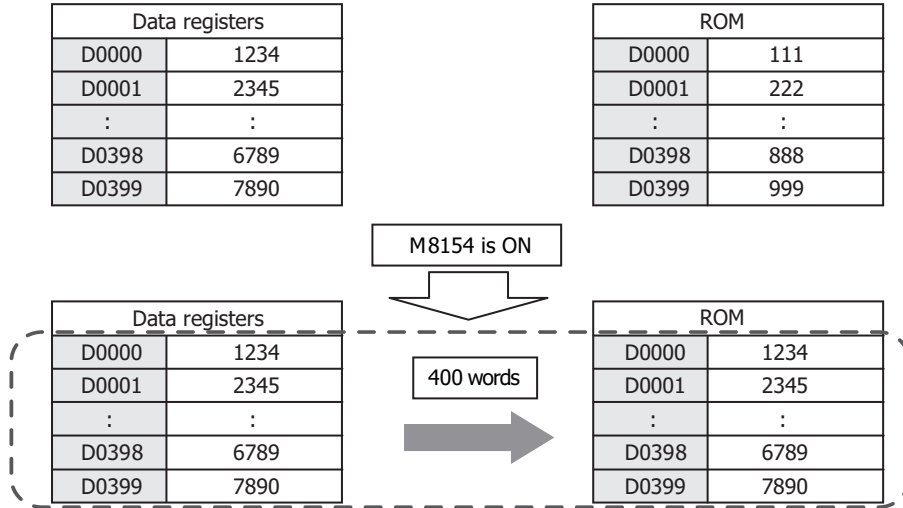 Data registers ROM
D0000 1234 D0000 111
D0001 2345 D0001 222
: : : :
D0398 6789 D0398 888
D0399 7890 D0399 999
M8154 is ON
Data registers ROM
D0000 1234 D0000 1234
D0001 2345 400 words D0001 2345
: : : :
D0398 6789 D0398 6789
D0399 7890 D0399 7890